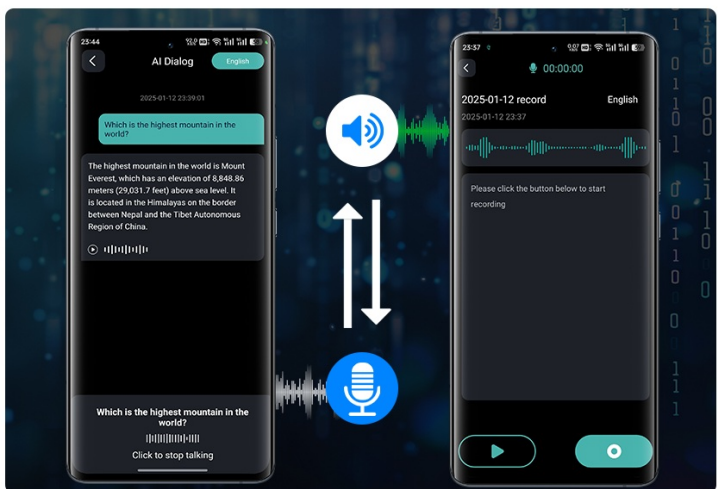 23:44
AI Dialog
English
2025-01-12 23:39:01
Which is the highest mountain in the
world?
The highest mountain in the world is Mount
Everest, which has an elevation of 8,848.86
meters (29,031.7 feet) above sea level. It
is located in the Himalayas on the border
between Nepal and the Tibet Autonomous
Region of China.
Which is the highest mountain in the
world?
Click to stop talking
23:37
00:00:00
2025-01-12 record
English
2025-01-12 23:37
Please click the button below to start
recording